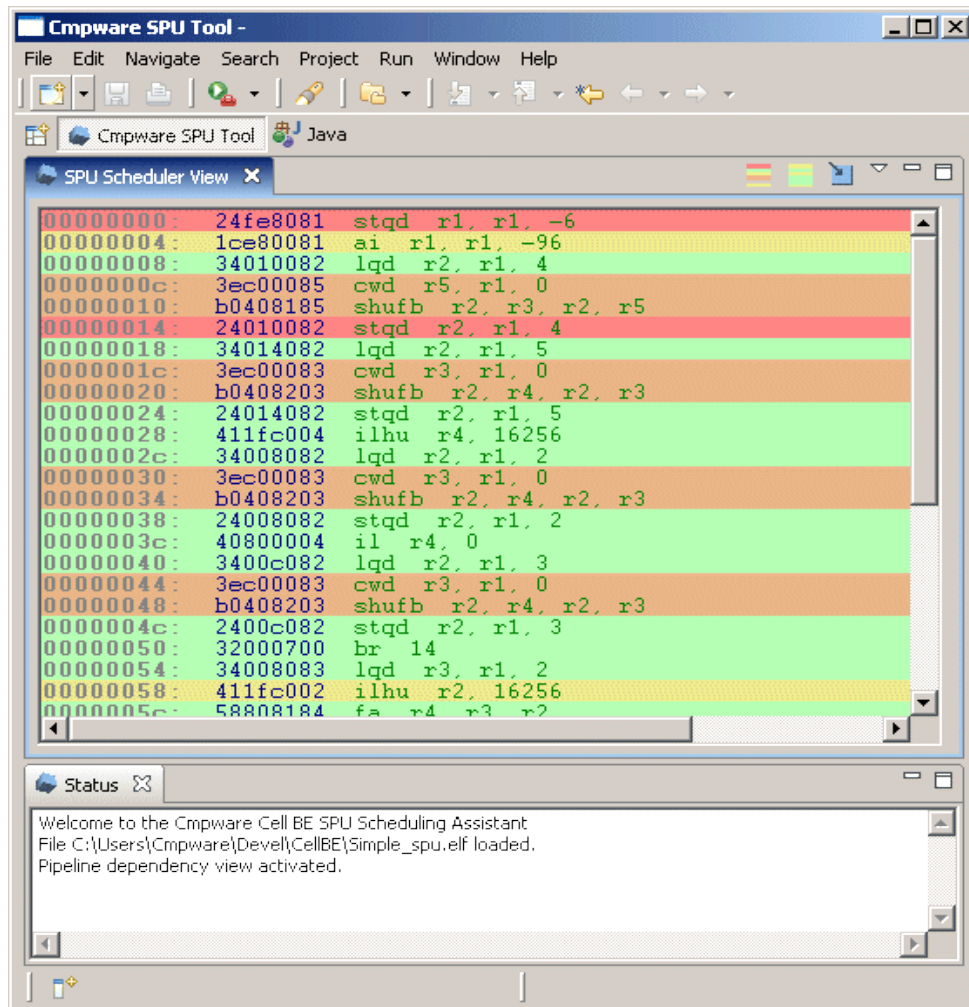 Cmpware SPU Tool -
File Edit Navigate Search Project Run Window Help
Cmpware SPU Tool Java
SPU Scheduler View
00000000: 24fe8081 stqd r1, r1, -6
00000004: 1ce80081 ai r1, r1, -96
00000008: 34010082 lqd r2, r1, 4
0000000c: 3ec00085 cwd r5, r1, 0
00000010: b0408185 shufb r2, r3, r2, r5
00000014: 24010082 stqd r2, r1, 4
00000018: 34014082 lqd r2, r1, 5
0000001c: 3ec00083 cwd r3, r1, 0
00000020: b0408203 shufb r2, r4, r2, r3
00000024: 24014082 stqd r2, r1, 5
00000028: 411fc004 ilhu r4, 16256
0000002c: 34008082 lqd r2, r1, 2
00000030: 3ec00083 cwd r3, r1, 0
00000034: b0408203 shufb r2, r4, r2, r3
00000038: 24008082 stqd r2, r1, 2
0000003c: 40800004 il r4, 0
00000040: 3400c082 lqd r2, r1, 3
00000044: 3ec00083 cwd r3, r1, 0
00000048: b0408203 shufb r2, r4, r2, r3
0000004c: 2400c082 stqd r2, r1, 3
00000050: 32000700 br 14
00000054: 34008083 lqd r3, r1, 2
00000058: 411fc002 ilhu r2, 16256
0000005c: 58808184 fa r4, r3, r2
Status
Welcome to the Cmpware Cell BE SPU Scheduling Assistant
File C:\Users\Cmpware\Devel\CellBE\Simple_spu.elf loaded.
Pipeline dependency view activated.